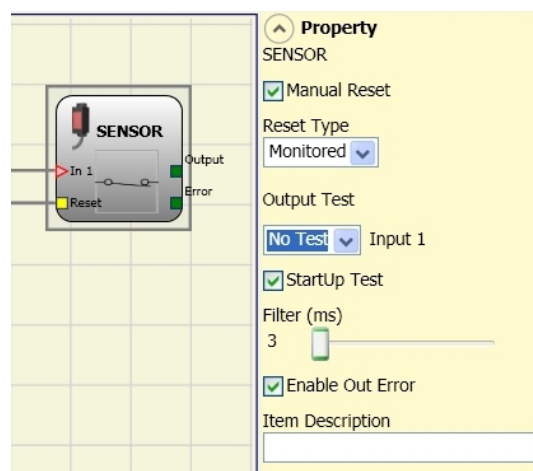 SENSOR
In 1
Output
Error
Reset
Property
SENSOR
Manual Reset
Reset Type
Monitored
Output Test
No Test Input 1
StartUp Test
Filter (ms)
3
Enable Out Error
Item Description